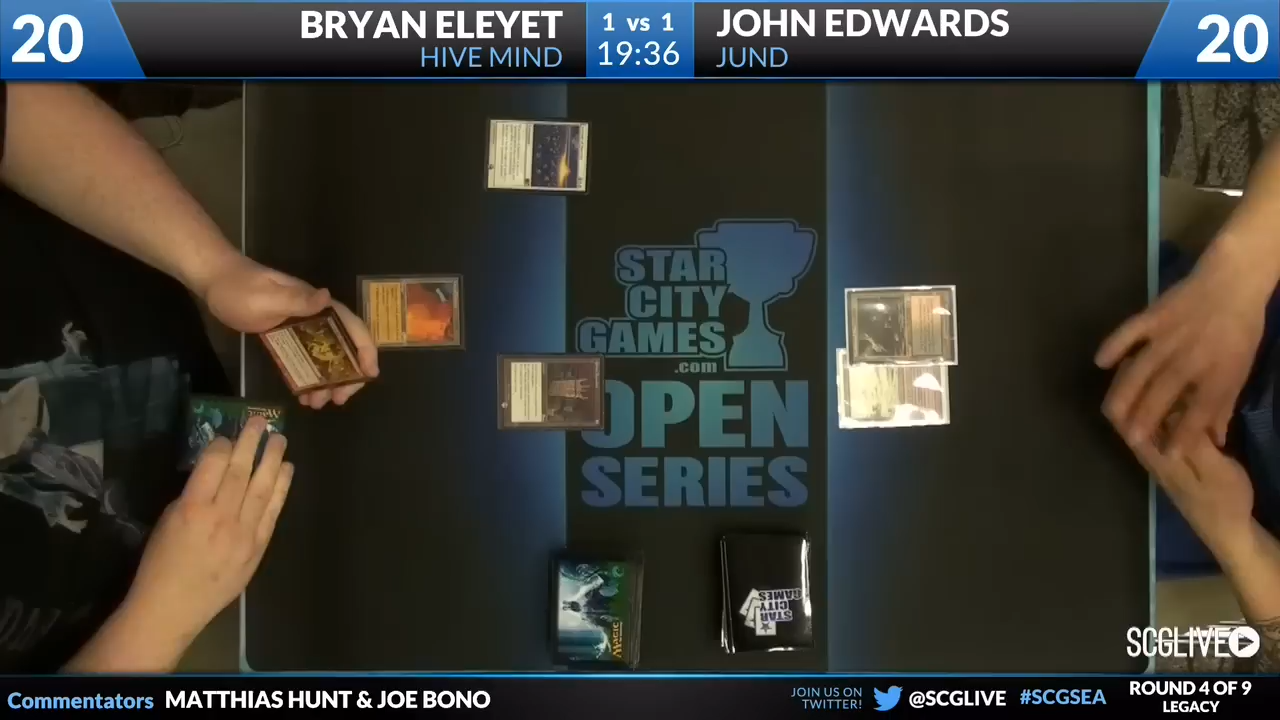 20
BRYAN ELEYET
HIVE MIND
1 vs 1
19:36
JOHN EDWARDS
JUND
20
STAR
CITY
GAMES
.com
OPEN
SERIES
MAGIC
MAGIC
STAR
CITY
GAMES
SCGLIVE
Commentators MATTHIAS HUNT & JOE BONO
JOIN US ON
TWITTER!
@SCGLIVE #SCGSEA
ROUND 4 OF 9
LEGACY